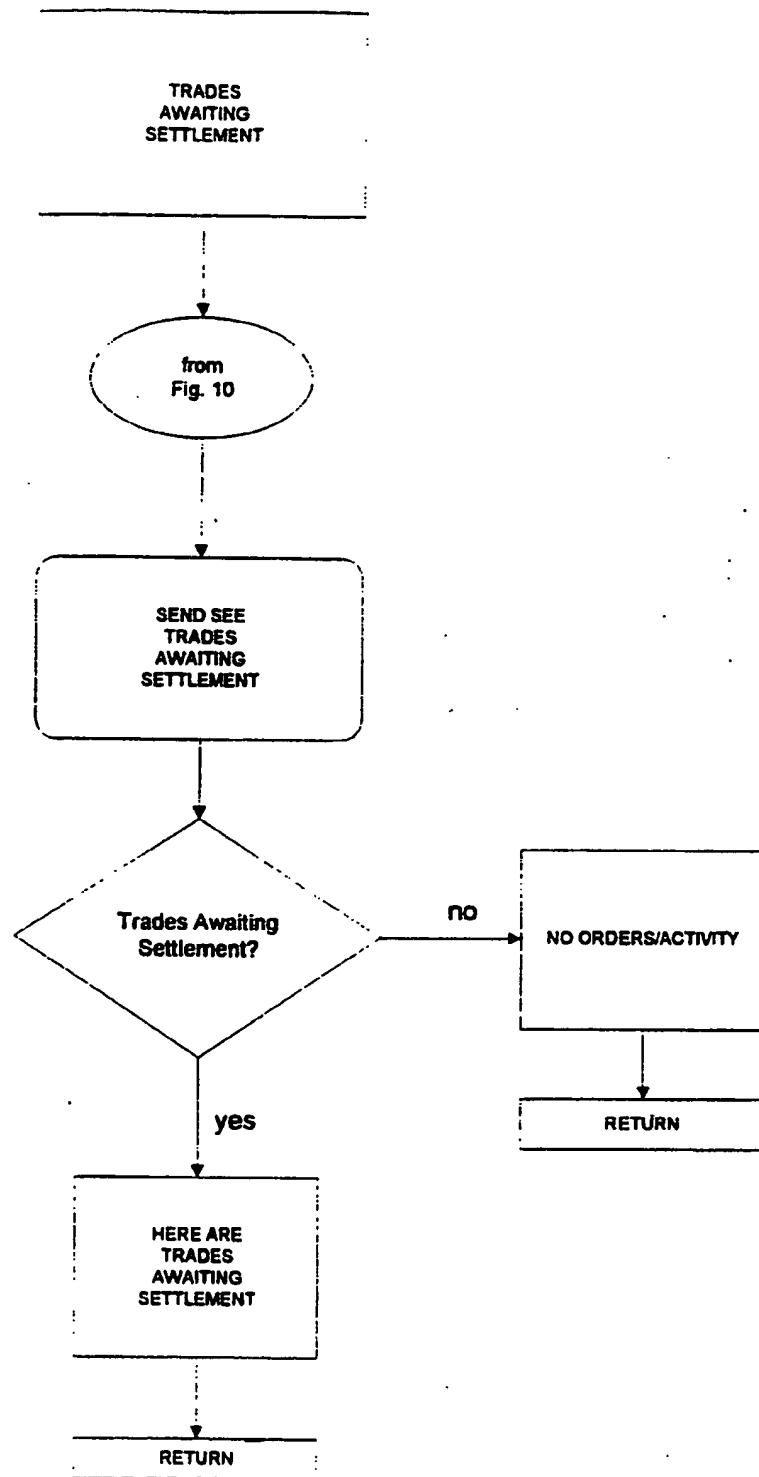 TRADES
AWAITING
SETTLEMENT
from
Fig. 10
SEND SEE
TRADES
AWAITING
SETTLEMENT
Trades Awaiting
Settlement?
no
NO ORDERS/ACTIVITY
RETURN
yes
HERE ARE
TRADES
AWAITING
SETTLEMENT
RETURN